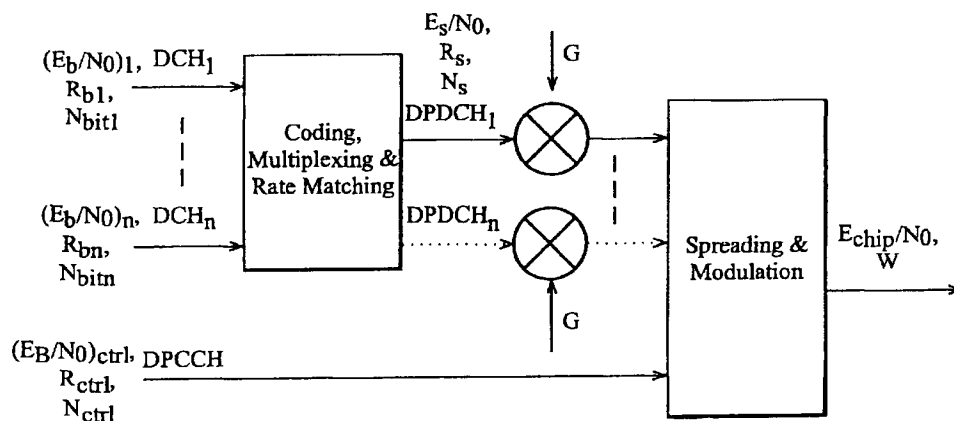 (Eb/N0)1, DCH1
Rb1,
Nbit1
(Eb/N0)n, DCHn
Rbn,
Nbitn
Coding,
Multiplexing &
Rate Matching
Es/N0,
Rs,
Ns
DPDCH1
DPDCHn
G
G
Spreading &
Modulation
Echip/N0,
W
(EB/N0)ctrl, DPCCH
Rctrl,
Nctrl